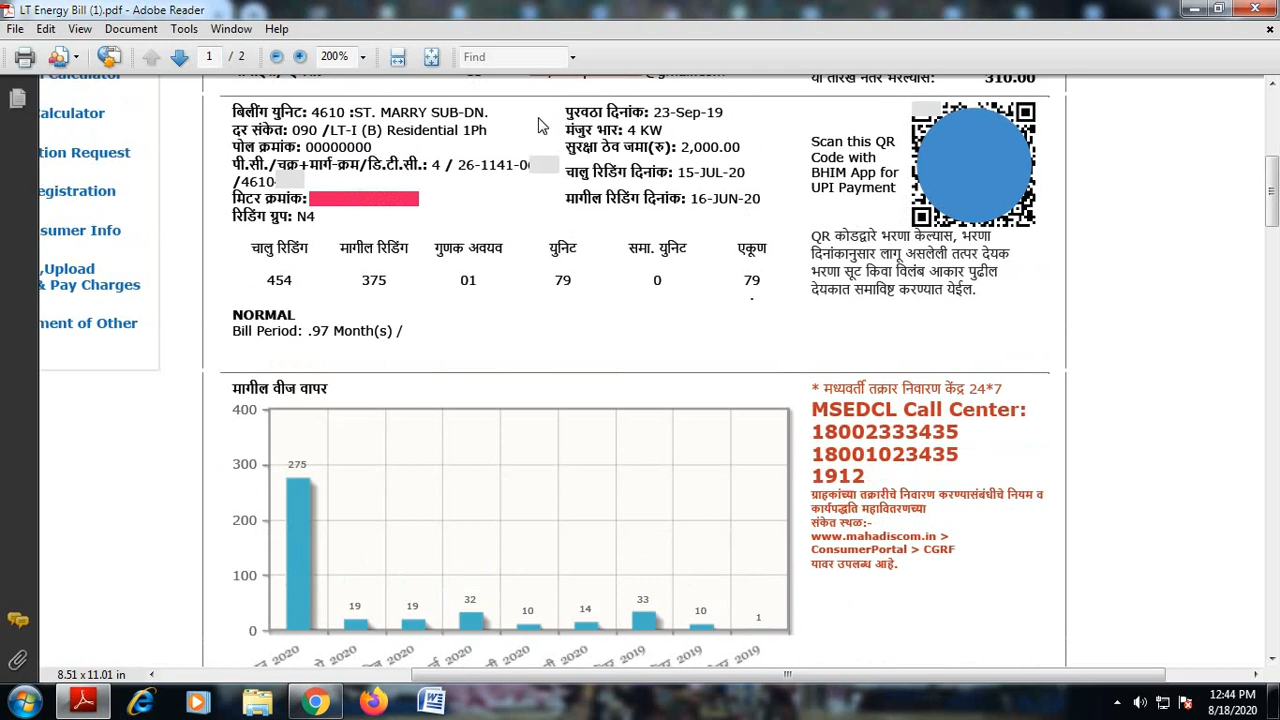 LT Energy Bill (1).pdf - Adobe Reader
File Edit View Document Tools Window Help
1 / 2 200% Find
Calculator
या तारखे नंतर भरल्यास: 310.00
alculator
tion Request
egistration
sumer Info
,Upload
& Pay Charges
ment of Other
बिलींग युनिट: 4610 :ST. MARRY SUB-DN.
दर संकेत: 090 /LT-I (B) Residential 1Ph
पोल क्रमांक: 00000000
पी.सी./चक्र+मार्ग-क्रम/डि.टी.सी.: 4 / 26-1141-0
/4610-
मिटर क्रमांक:
रिडिंग ग्रुप: N4
पुरवठा दिनांक: 23-Sep-19
मंजुर भार: 4 KW
सुरक्षा ठेव जमा(रु): 2,000.00
चालु रिडिंग दिनांक: 15-JUL-20
मागील रिडिंग दिनांक: 16-JUN-20
Scan this QR
Code with
BHIM App for
UPI Payment
QR कोडद्वारे भरणा केल्यास, भरणा
दिनांकानुसार लागू असलेली तत्पर देयक
भरणा सूट किंवा विलंब आकार पुढील
देयकात समाविष्ट करण्यात येईल.
चालु रिडिंग मागील रिडिंग गुणक अवयव युनिट समा. युनिट एकूण
454 375 01 79 0 79
NORMAL
Bill Period: .97 Month(s) /
मागील वीज वापर
400
300
200
100
0
275 19 19 32 10 14 33 10 1
2020 2020 2020 2020 2020 2020 2019 2019 2019
* मध्यवर्ती तक्रार निवारण केंद्र 24*7
MSEDCL Call Center:
18002333435
18001023435
1912
ग्राहकांच्या तक्रारीचे निवारण करण्यासंबंधीचे नियम व
कार्यपद्धति महावितरणच्या
संकेत स्थळ:-
www.mahadiscom.in >
ConsumerPortal > CGRF
यावर उपलब्ध आहे.
8.51 x 11.01 in
12:44 PM
8/18/2020